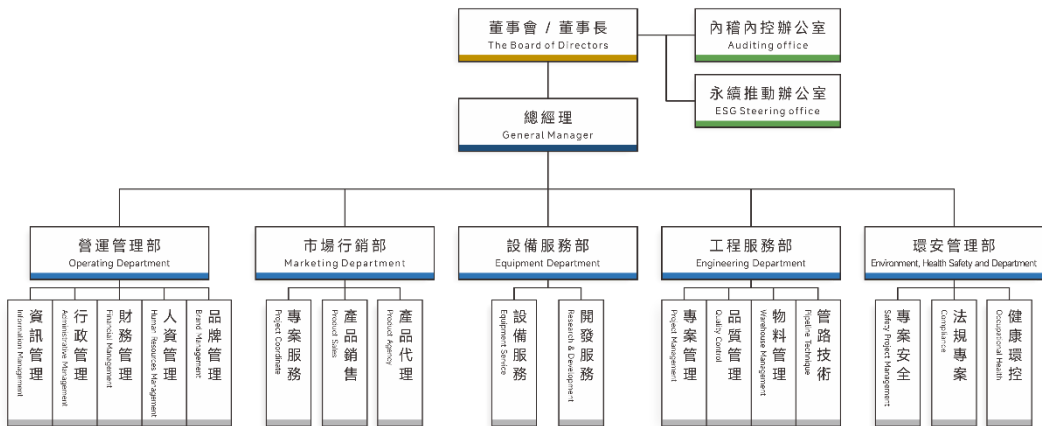 董事會 / 董事長
The Board of Directors
內稽內控辦公室
Auditing office
永續推動辦公室
ESG Steering office
總經理
General Manager
營運管理部
Operating Department
市場行銷部
Marketing Department
設備服務部
Equipment Department
工程服務部
Engineering Department
環安管理部
Environment, Health Safety and Department
資訊管理
Information Management
行政管理
Administrative Management
財務管理
Financial Management
人資管理
Human Resources Management
品牌管理
Brand Management
專案服務
Project Coordinate
產品銷售
Product Sales
產品代理
Product Agency
設備服務
Equipment Service
開發服務
Research & Development
專案管理
Project Management
品質管理
Quality Control
物料管理
Warehouse Management
管路技術
Pipeline Technique
專案安全
Safety Project Management
法規專案
Compliance
健康環控
Occupational Health